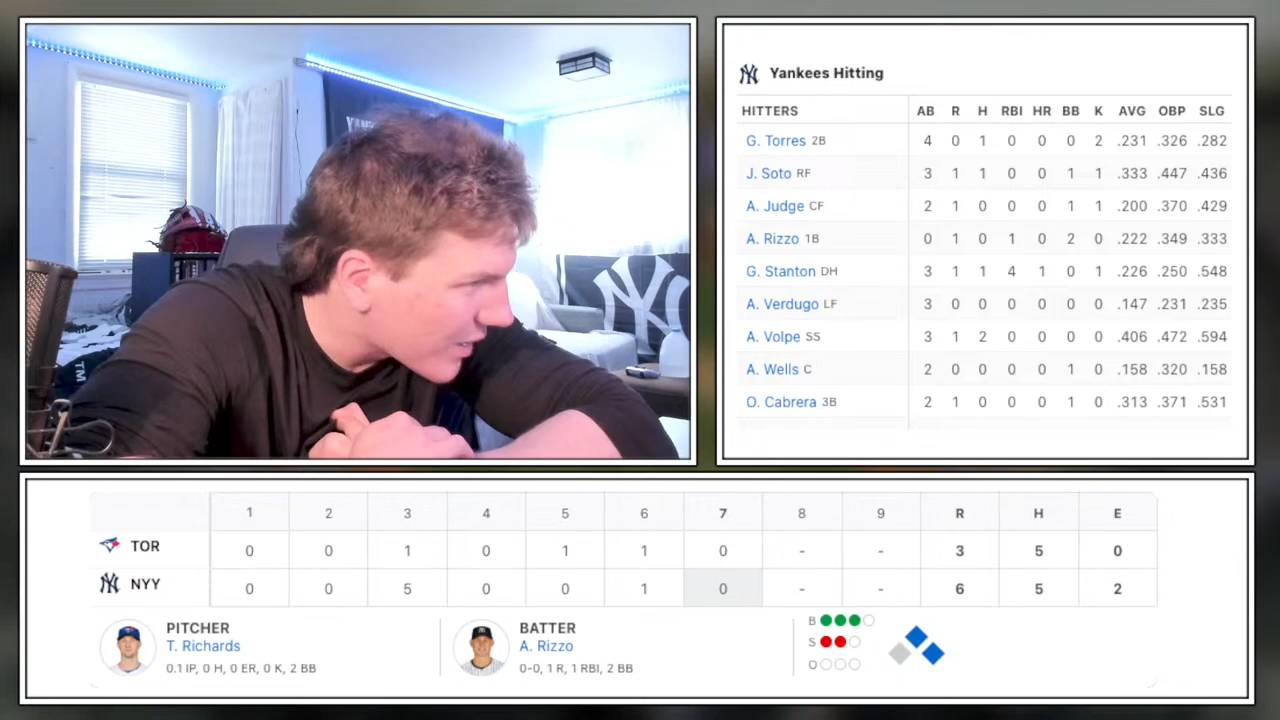 Yankees Hitting
HITTERS AB H RBI HR BB K AVG OBP SLG
G. Torres 2B 4 0 1 0 0 0 2 .231 .326 .282
J. Soto RF 3 1 1 0 0 1 1 .333 .447 .436
A. Judge CF 2 1 0 0 0 1 1 .200 .370 .429
A. Rizzo 1B 0 1 0 1 0 2 0 .222 .349 .333
G. Stanton DH 3 1 1 4 1 0 1 .226 .250 .548
A. Verdugo LF 3 0 0 0 0 0 0 .147 .231 .235
A. Volpe SS 3 1 2 0 0 0 0 .406 .472 .594
A. Wells C 2 0 0 0 0 1 0 .158 .320 .158
O. Cabrera 3B 2 1 0 0 0 1 0 .313 .371 .531
1 2 3 4 5 6 7 8 9 R H E
TOR 0 0 1 0 1 1 0 - - 3 5 0
NYY 0 0 5 0 0 1 0 - - 6 5 2
PITCHER
T. Richards
0.1 IP, 0 H, 0 ER, 0 K, 2 BB
BATTER
A. Rizzo
0-0, 1 R, 1 RBI, 2 BB
B
S
O